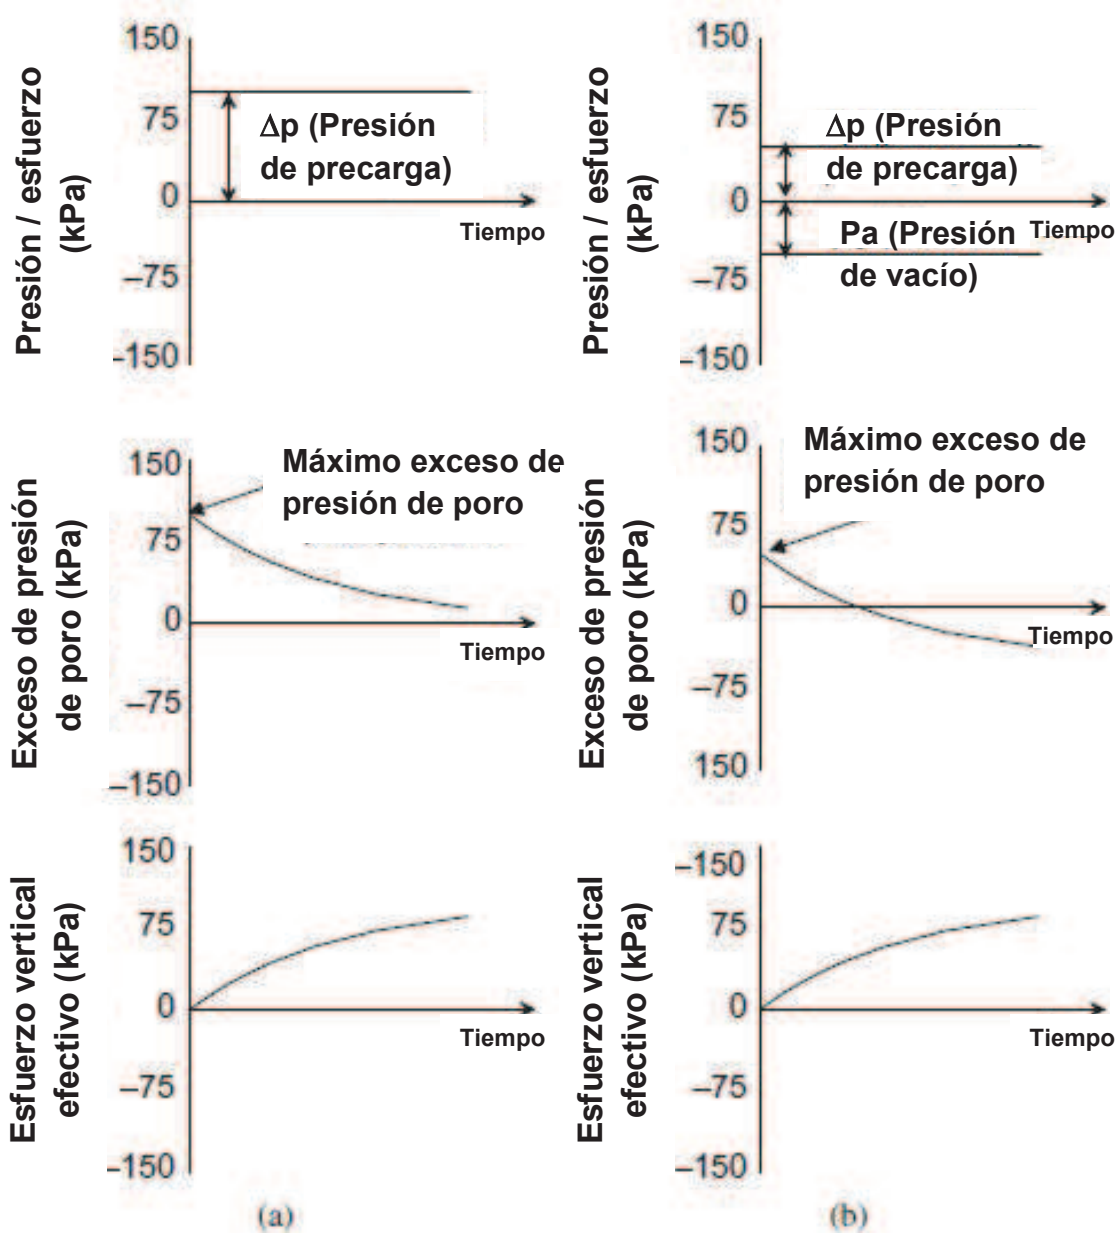 Presión / esfuerzo
(kPa)
150
75
0
–75
–150
Δp (Presión
de precarga)
Tiempo
Presión / esfuerzo
(kPa)
150
75
0
–75
–150
Δp (Presión
de precarga)
Pa (Presión
de vacío)
Tiempo
Exceso de presión
de poro (kPa)
150
75
0
–75
–150
Máximo exceso de
presión de poro
Tiempo
Exceso de presión
de poro (kPa)
150
75
0
–75
150
Máximo exceso de
presión de poro
Tiempo
Esfuerzo vertical
efectivo (kPa)
150
75
0
–75
–150
Tiempo
(a)
Esfuerzo vertical
efectivo (kPa)
–150
75
0
–75
–150
Tiempo
(b)